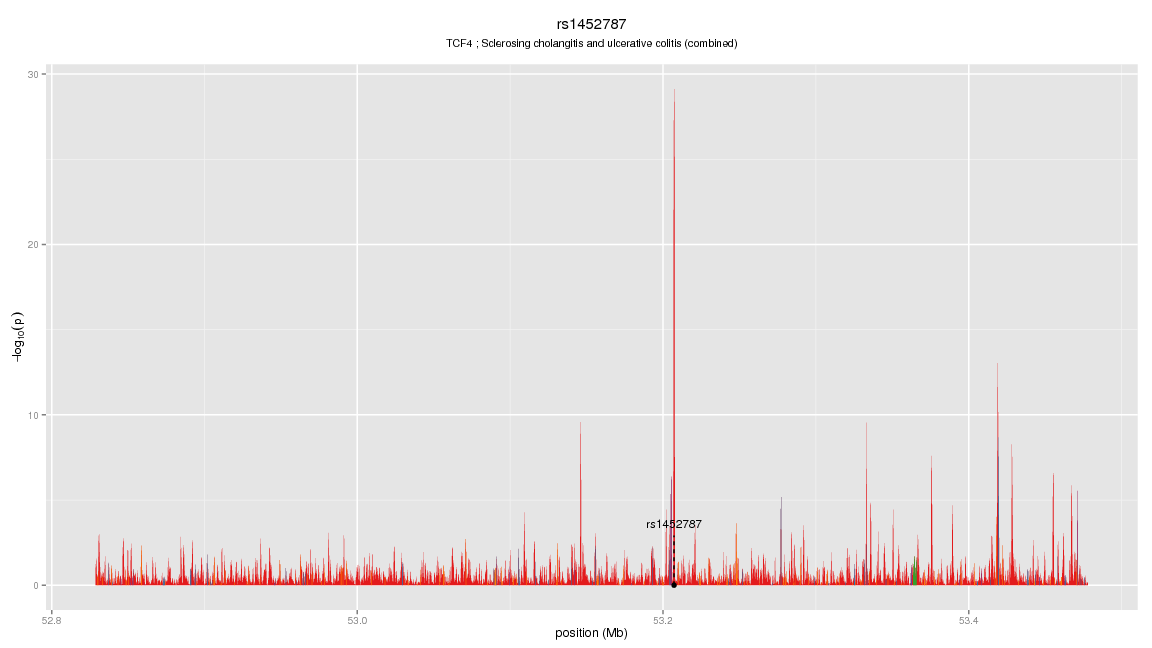 rs1452787
TCF4 ; Sclerosing cholangitis and ulcerative colitis (combined)
30
20
10
0
−log10(p)
rs1452787
52.8 53.0 53.2 53.4
position (Mb)